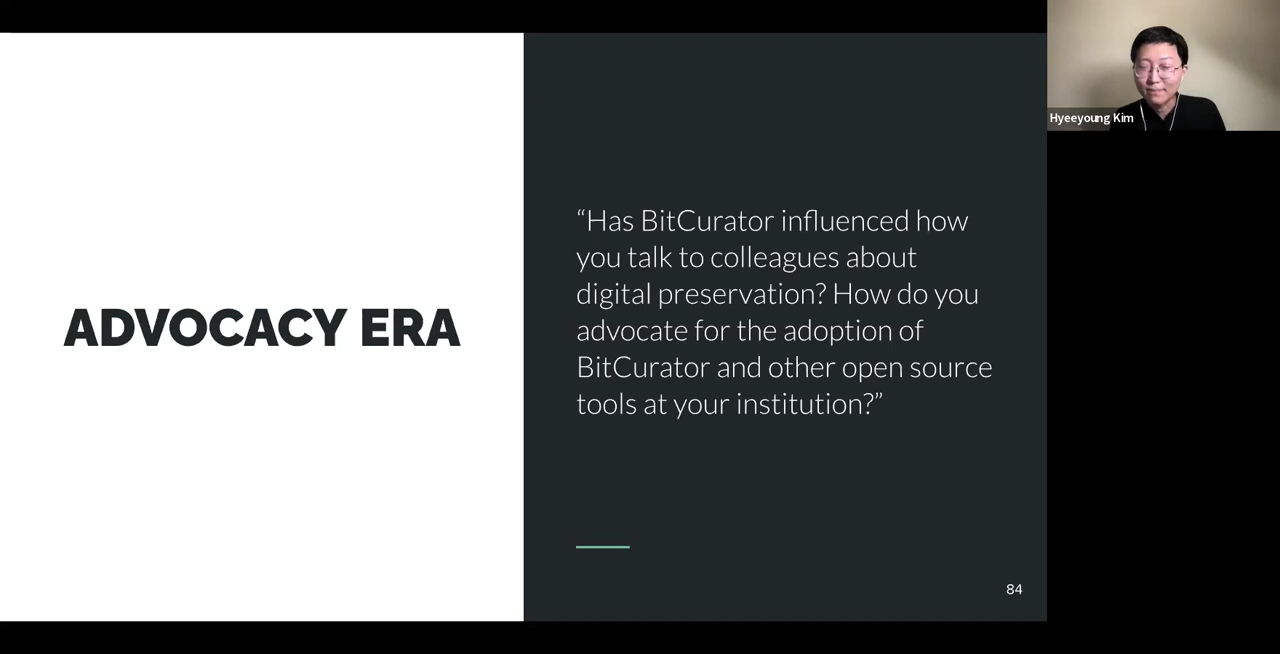 ADVOCACY ERA
“Has BitCurator influenced how
you talk to colleagues about
digital preservation? How do you
advocate for the adoption of
BitCurator and other open source
tools at your institution?”
84
Hyeeyoung Kim